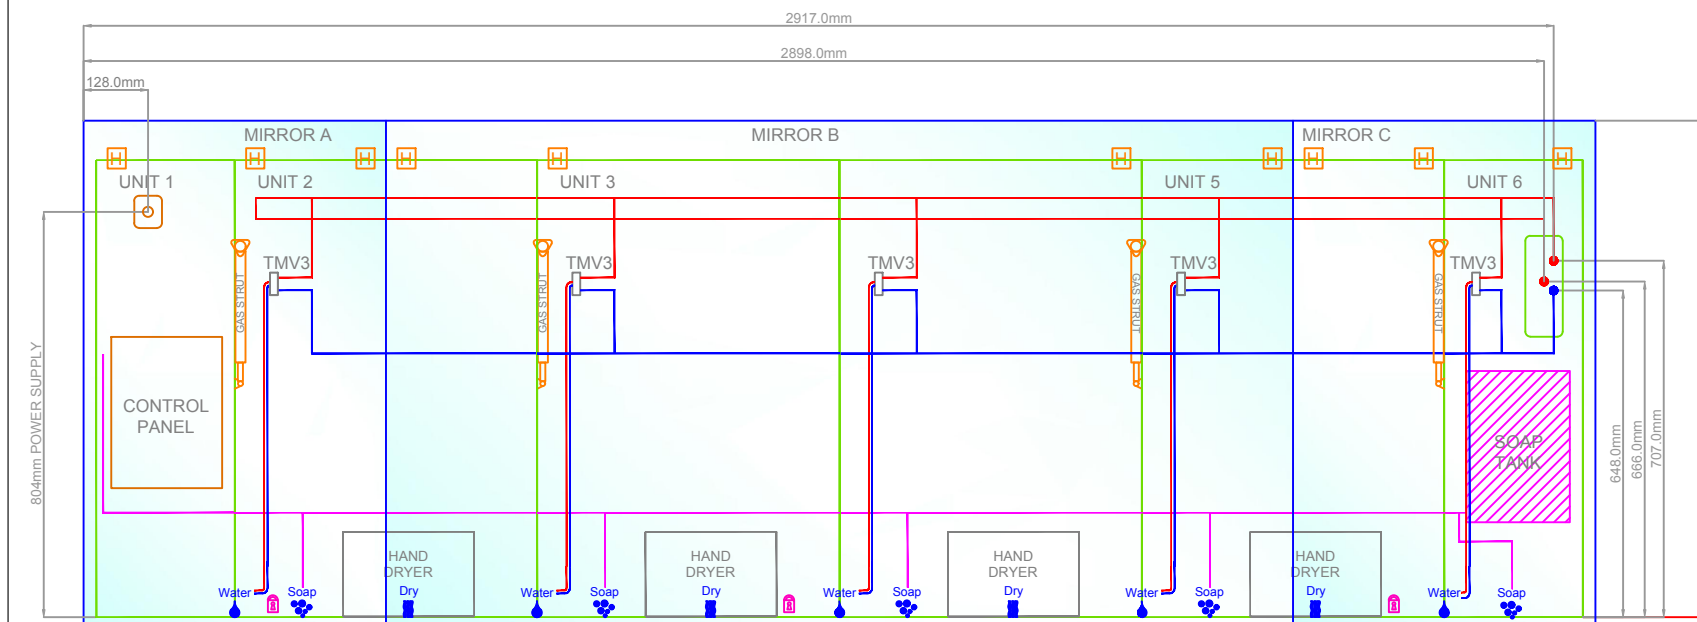 2917.0mm
2898.0mm
128.0mm
MIRROR A
MIRROR B
MIRROR C
H
H
H
H
H
H
H
H
H
H
UNIT 1
UNIT 2
UNIT 3
UNIT 5
UNIT 6
TMV3
TMV3
TMV3
TMV3
TMV3
GAS STRUT
GAS STRUT
GAS STRUT
GAS STRUT
804mm POWER SUPPLY
CONTROL
PANEL
SOAP
TANK
648.0mm
666.0mm
707.0mm
HAND
DRYER
HAND
DRYER
HAND
DRYER
HAND
DRYER
Water
Soap
Dry
Water
Soap
Dry
Water
Soap
Dry
Water
Soap
Dry
Water
Soap